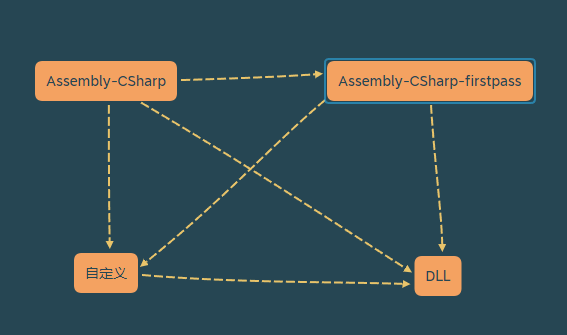 Assembly-CSharp
Assembly-CSharp-firstpass
自定义
DLL